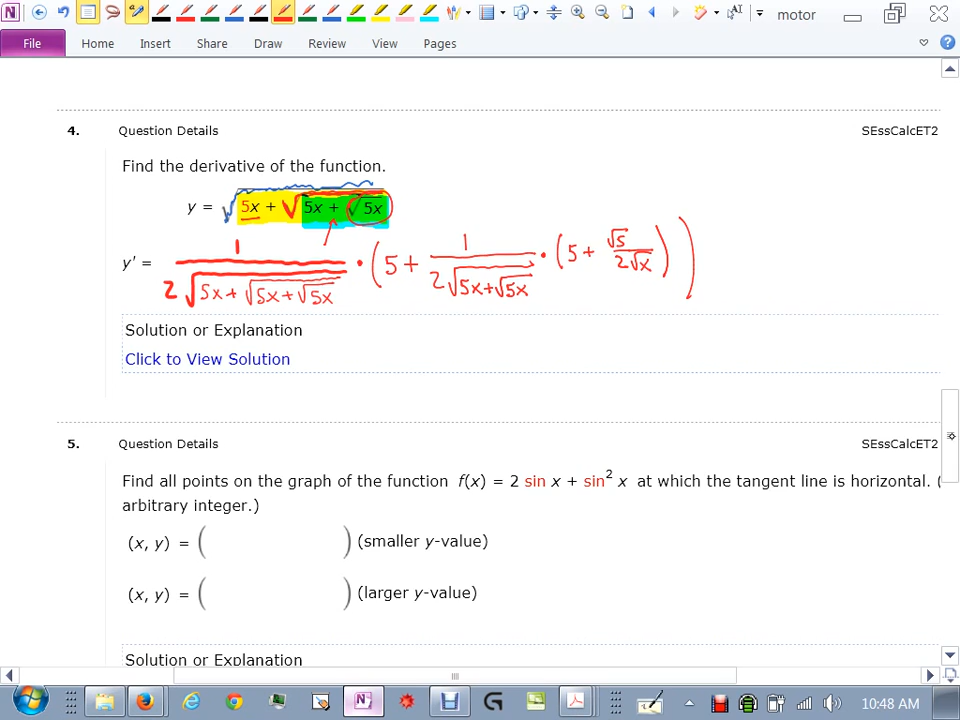 motor
File Home Insert Share Draw Review View Pages
4. Question Details SEssCalcET2
Find the derivative of the function.
y = √(5x + √(5x + √(5x)))
y′ = 1/(2√(5x+√(5x+√5x))) • (5 + 1/(2√(5x+√5x)) • (5 + √5/(2√x)))
Solution or Explanation
Click to View Solution
5. Question Details SEssCalcET2
Find all points on the graph of the function f(x) = 2 sin x + sin² x at which the tangent line is horizontal. (
arbitrary integer.)
(x, y) = ( ) (smaller y-value)
(x, y) = ( ) (larger y-value)
Solution or Explanation
10:48 AM